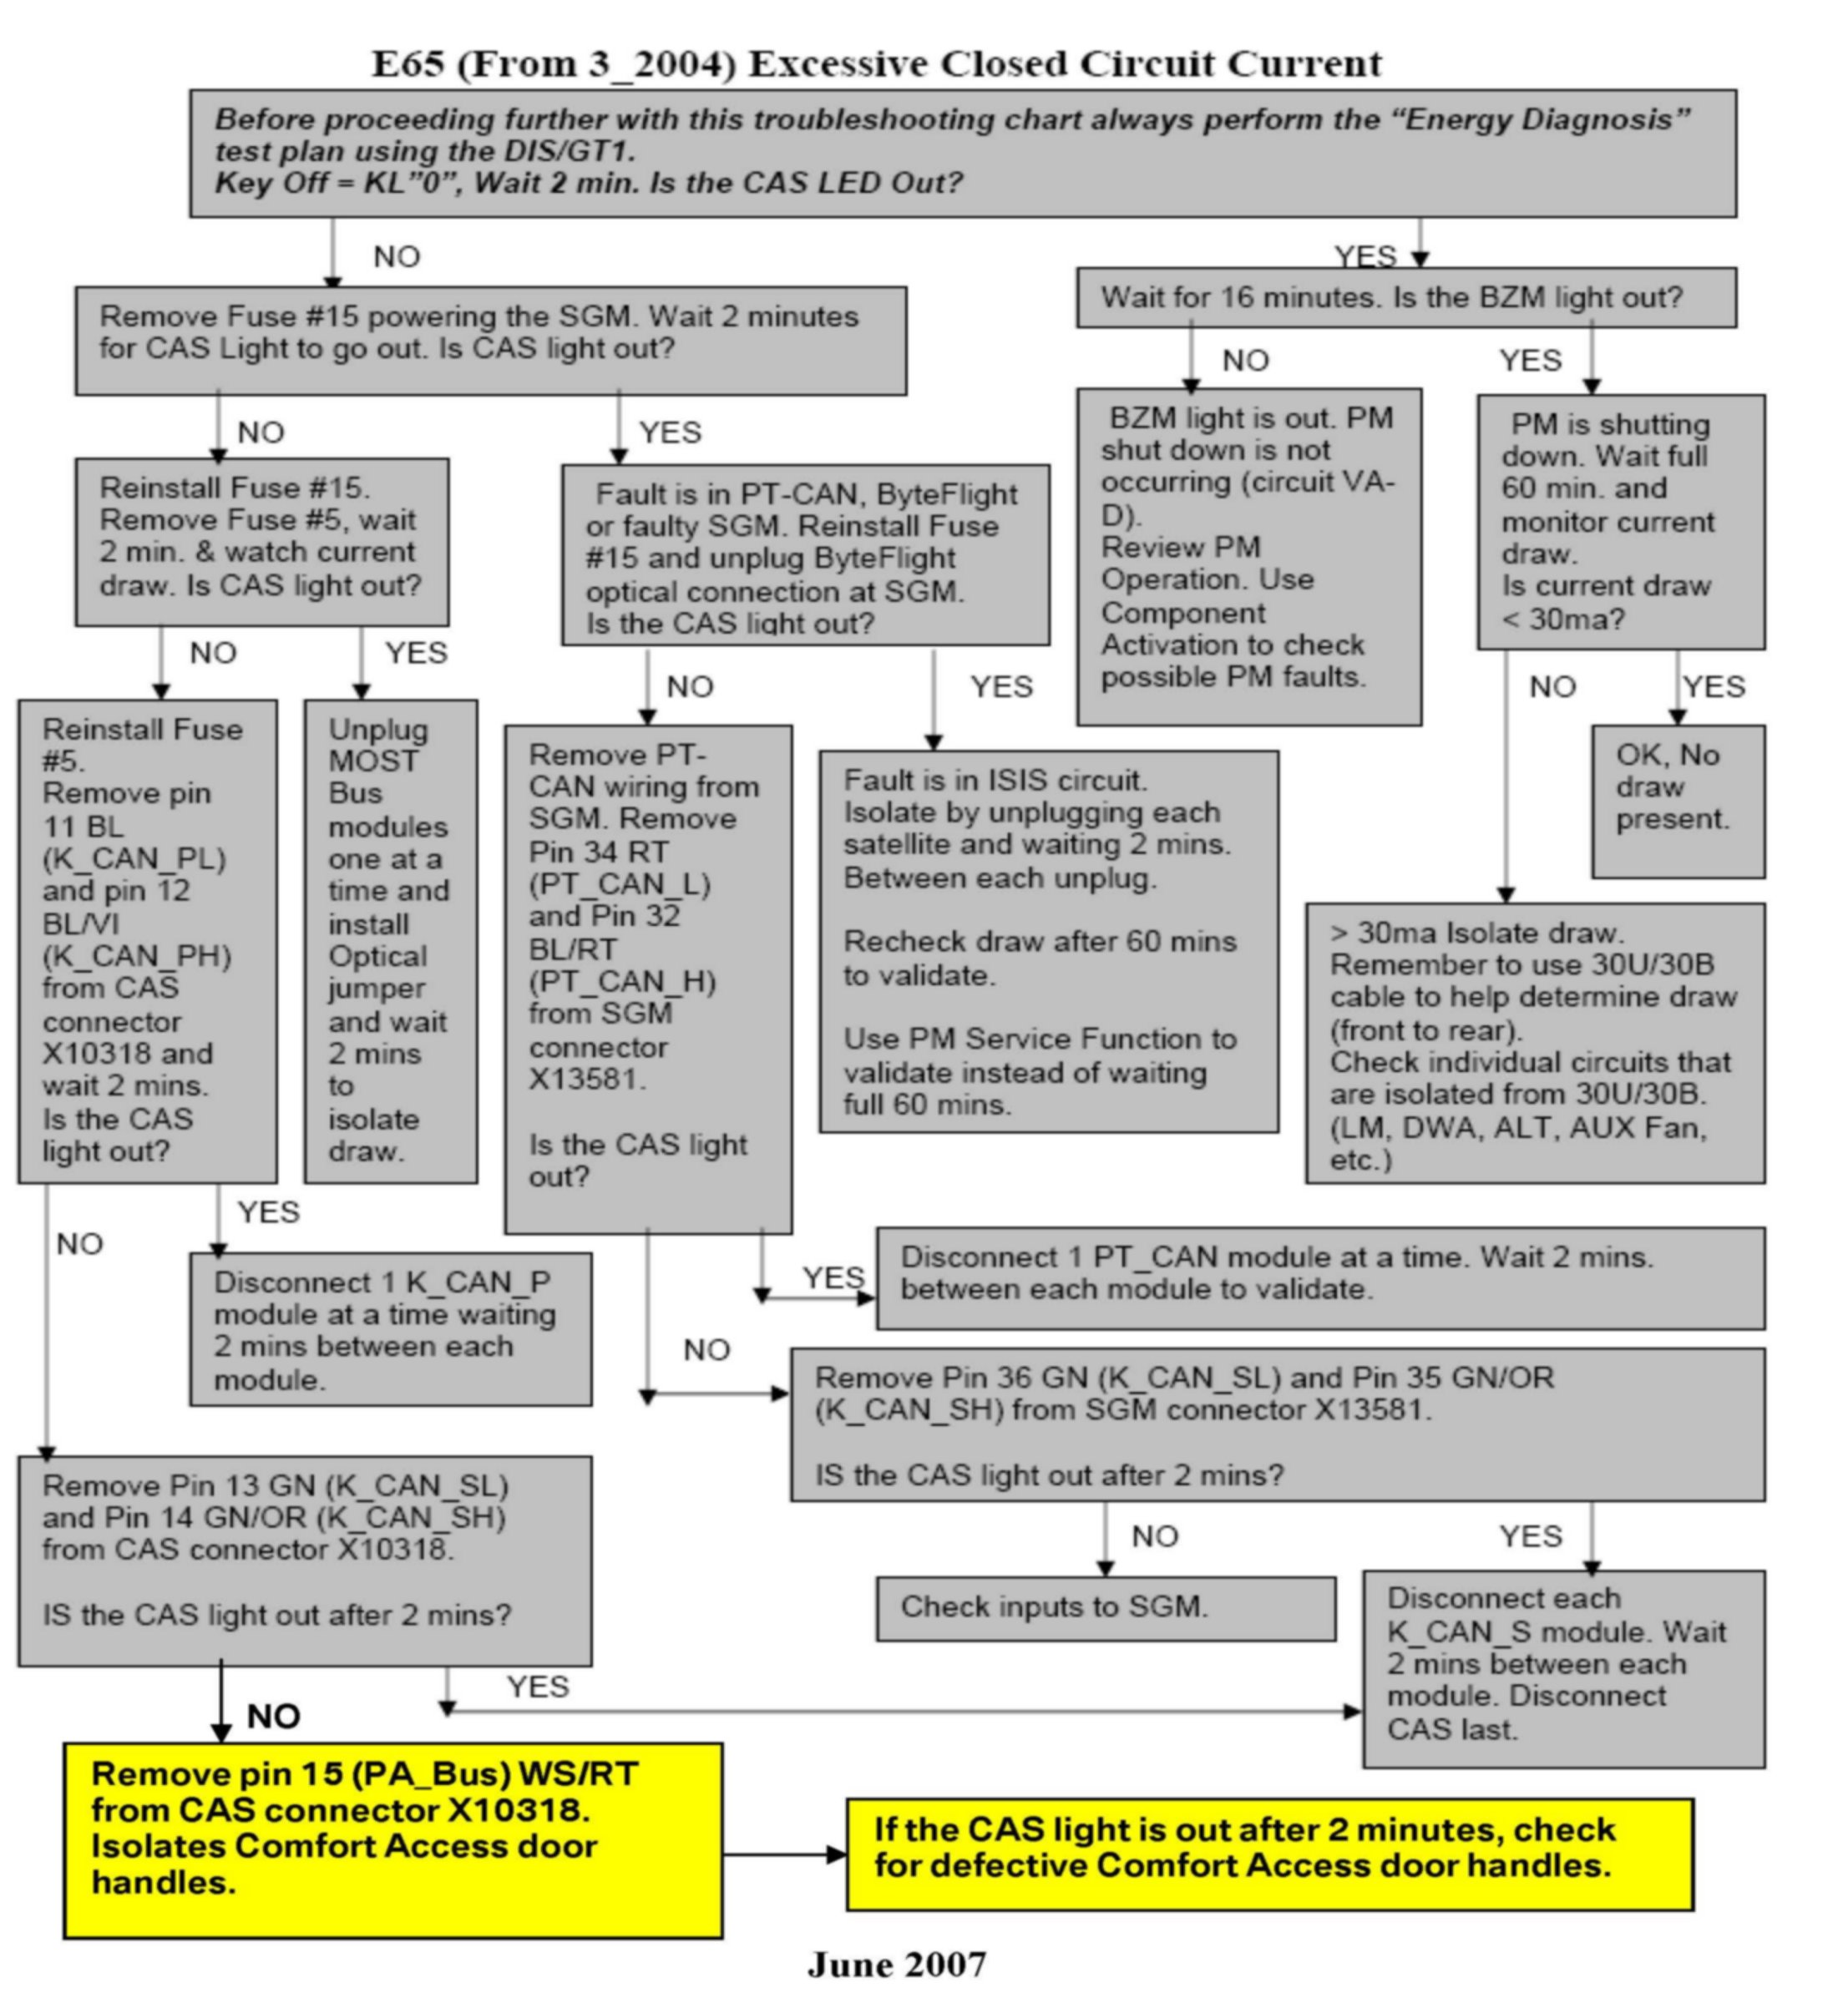 E65 (From 3_2004) Excessive Closed Circuit Current
Before proceeding further with this troubleshooting chart always perform the “Energy Diagnosis”
test plan using the DIS/GT1.
Key Off = KL”0”, Wait 2 min. Is the CAS LED Out?
NO
YES
Remove Fuse #15 powering the SGM. Wait 2 minutes
for CAS Light to go out. Is CAS light out?
Wait for 16 minutes. Is the BZM light out?
NO
YES
NO
YES
Reinstall Fuse #15.
Remove Fuse #5, wait
2 min. & watch current
draw. Is CAS light out?
Fault is in PT-CAN, ByteFlight
or faulty SGM. Reinstall Fuse
#15 and unplug ByteFlight
optical connection at SGM.
Is the CAS light out?
BZM light is out. PM
shut down is not
occurring (circuit VA-
D).
Review PM
Operation. Use
Component
Activation to check
possible PM faults.
PM is shutting
down. Wait full
60 min. and
monitor current
draw.
Is current draw
< 30ma?
NO
YES
NO
YES
NO
YES
Reinstall Fuse
#5.
Remove pin
11 BL
(K_CAN_PL)
and pin 12
BL/VI
(K_CAN_PH)
from CAS
connector
X10318 and
wait 2 mins.
Is the CAS
light out?
Unplug
MOST
Bus
modules
one at a
time and
install
Optical
jumper
and wait
2 mins
to
isolate
draw.
Remove PT-
CAN wiring from
SGM. Remove
Pin 34 RT
(PT_CAN_L)
and Pin 32
BL/RT
(PT_CAN_H)
from SGM
connector
X13581.
Is the CAS light
out?
Fault is in ISIS circuit.
Isolate by unplugging each
satellite and waiting 2 mins.
Between each unplug.
Recheck draw after 60 mins
to validate.
Use PM Service Function to
validate instead of waiting
full 60 mins.
OK, No
draw
present.
> 30ma Isolate draw.
Remember to use 30U/30B
cable to help determine draw
(front to rear).
Check individual circuits that
are isolated from 30U/30B.
(LM, DWA, ALT, AUX Fan,
etc.)
NO
YES
Disconnect 1 K_CAN_P
module at a time waiting
2 mins between each
module.
YES
Disconnect 1 PT_CAN module at a time. Wait 2 mins.
between each module to validate.
NO
Remove Pin 36 GN (K_CAN_SL) and Pin 35 GN/OR
(K_CAN_SH) from SGM connector X13581.
IS the CAS light out after 2 mins?
Remove Pin 13 GN (K_CAN_SL)
and Pin 14 GN/OR (K_CAN_SH)
from CAS connector X10318.
IS the CAS light out after 2 mins?
NO
YES
Check inputs to SGM.
Disconnect each
K_CAN_S module. Wait
2 mins between each
module. Disconnect
CAS last.
NO
YES
Remove pin 15 (PA_Bus) WS/RT
from CAS connector X10318.
Isolates Comfort Access door
handles.
If the CAS light is out after 2 minutes, check
for defective Comfort Access door handles.
June 2007